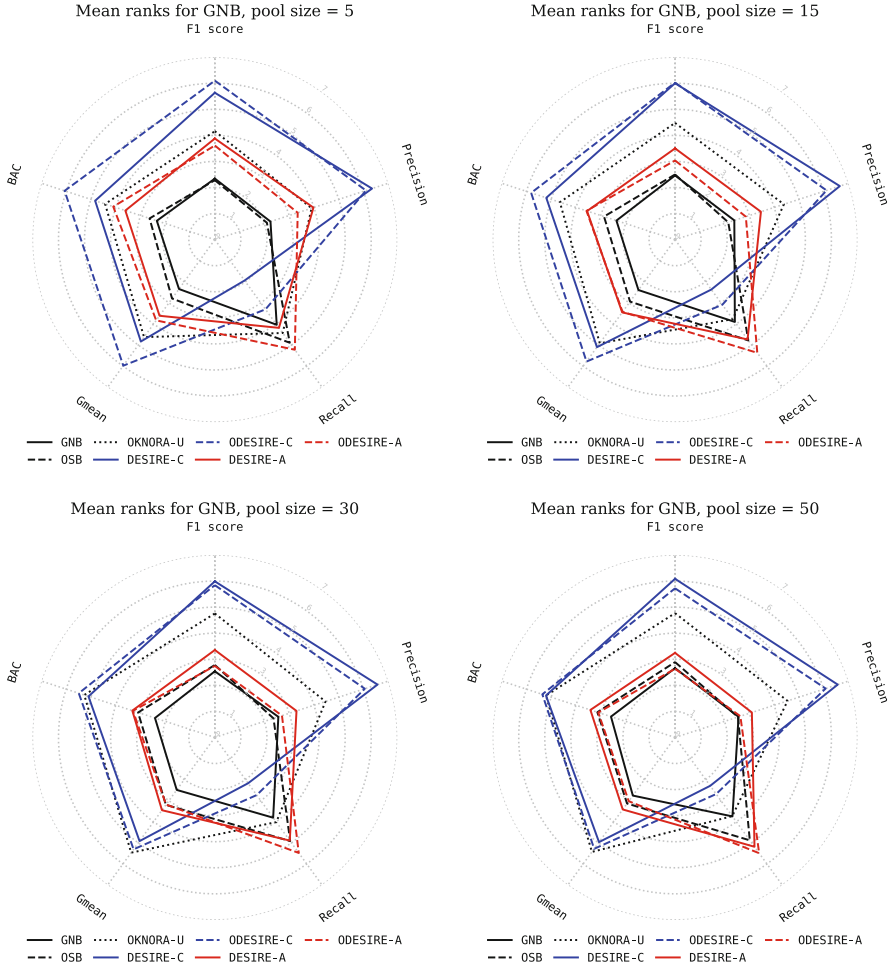 Mean ranks for GNB, pool size = 5
F1 score
BAC
Precision
Gmean
Recall
GNB OKNORA-U ODESIRE-C ODESIRE-A
OSB DESIRE-C DESIRE-A
Mean ranks for GNB, pool size = 15
F1 score
BAC
Precision
Gmean
Recall
GNB OKNORA-U ODESIRE-C ODESIRE-A
OSB DESIRE-C DESIRE-A
Mean ranks for GNB, pool size = 30
F1 score
BAC
Precision
Gmean
Recall
GNB OKNORA-U ODESIRE-C ODESIRE-A
OSB DESIRE-C DESIRE-A
Mean ranks for GNB, pool size = 50
F1 score
BAC
Precision
Gmean
Recall
GNB OKNORA-U ODESIRE-C ODESIRE-A
OSB DESIRE-C DESIRE-A